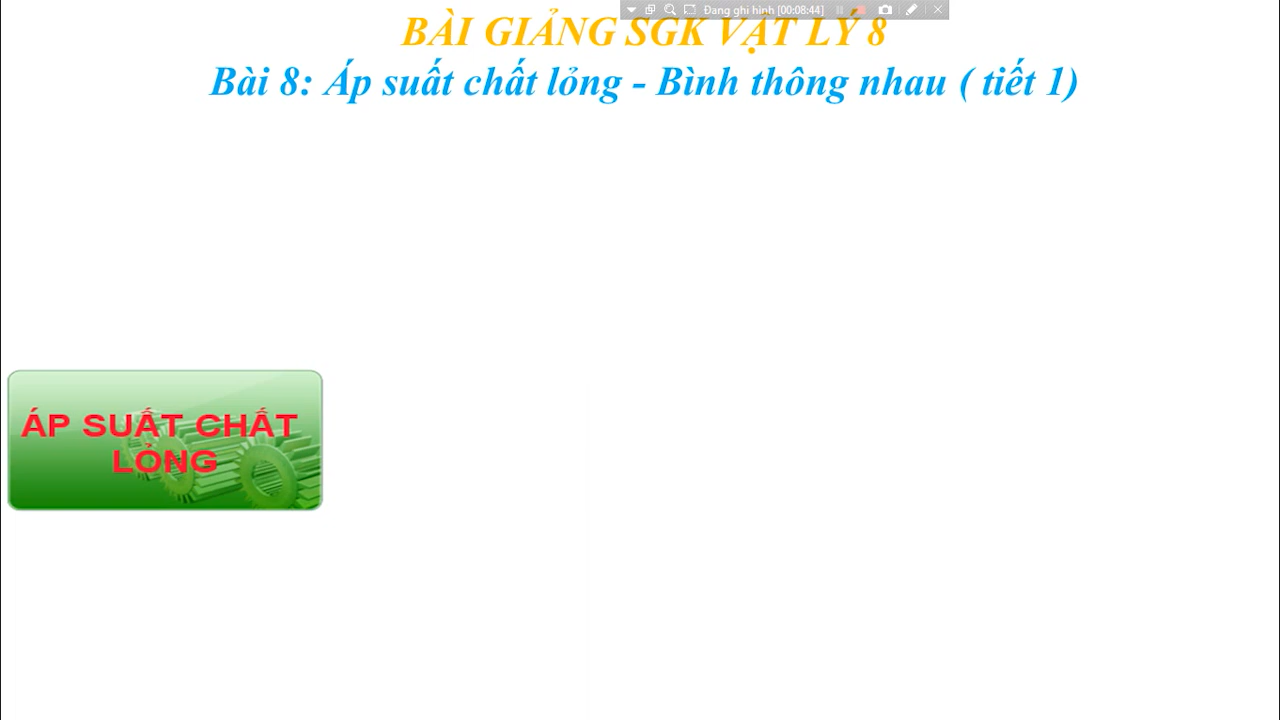 Đang ghi hình [00:08:44]
BÀI GIẢNG SGK VẬT LÝ 8
Bài 8: Áp suất chất lỏng - Bình thông nhau ( tiết 1)
ÁP SUẤT CHẤT
LỎNG